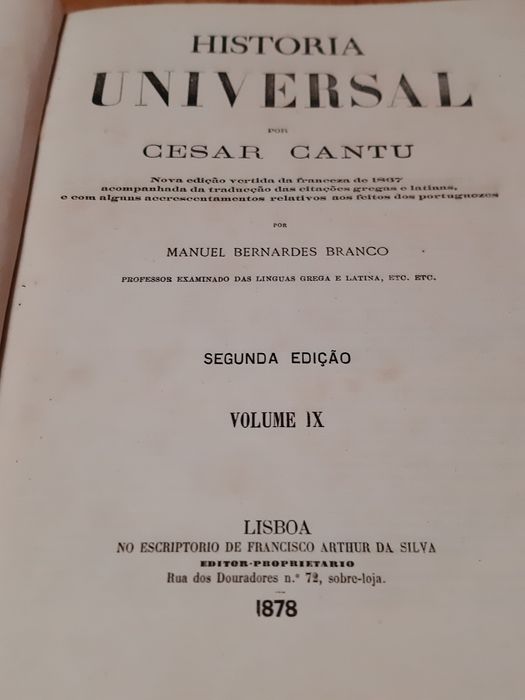 HISTORIA
UNIVERSAL
POR
CESAR CANTU
Nova edição vertida da franceza de 1867
acompanhada da traducção das citações gregas e latinas,
e com alguns accrescentamentos relativos aos feitos dos portuguezes
POR
MANUEL BERNARDES BRANCO
PROFESSOR EXAMINADO DAS LINGUAS GREGA E LATINA, ETC. ETC.
SEGUNDA EDIÇÃO
VOLUME IX
LISBOA
NO ESCRIPTORIO DE FRANCISCO ARTHUR DA SILVA
EDITOR-PROPRIETARIO
Rua dos Douradores n.º 72, sobre-loja.
1878